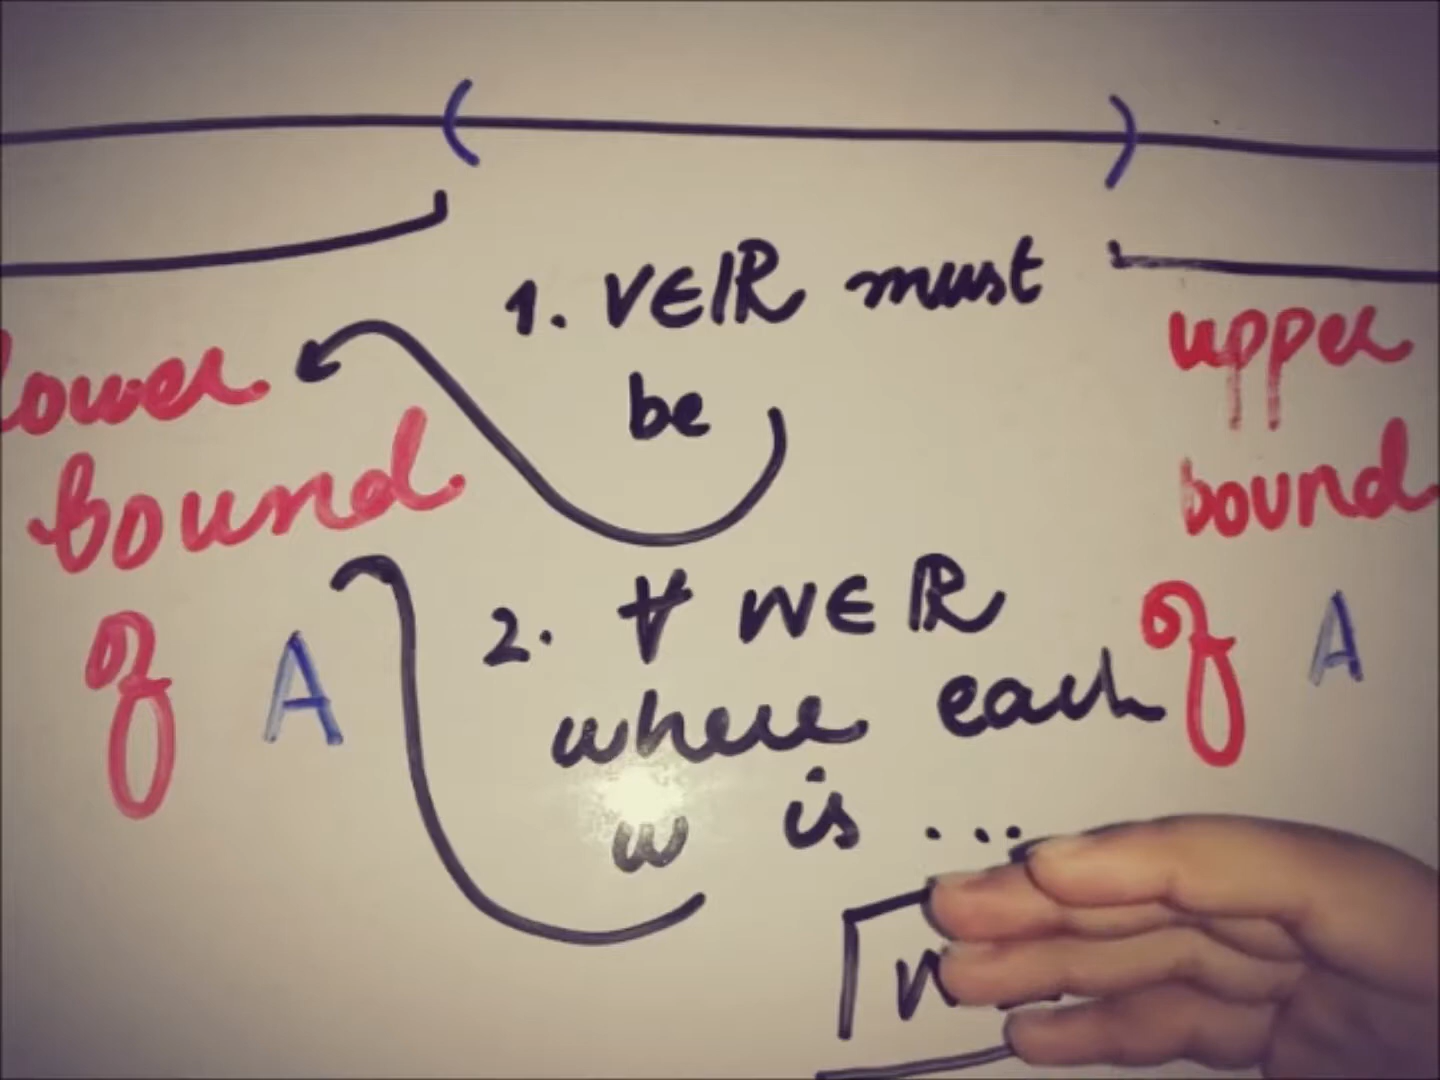 1. V∈ℝ must
be
lower
bound
of A
upper
bound
of A
2. ∀ W∈ℝ
where each
w is ...